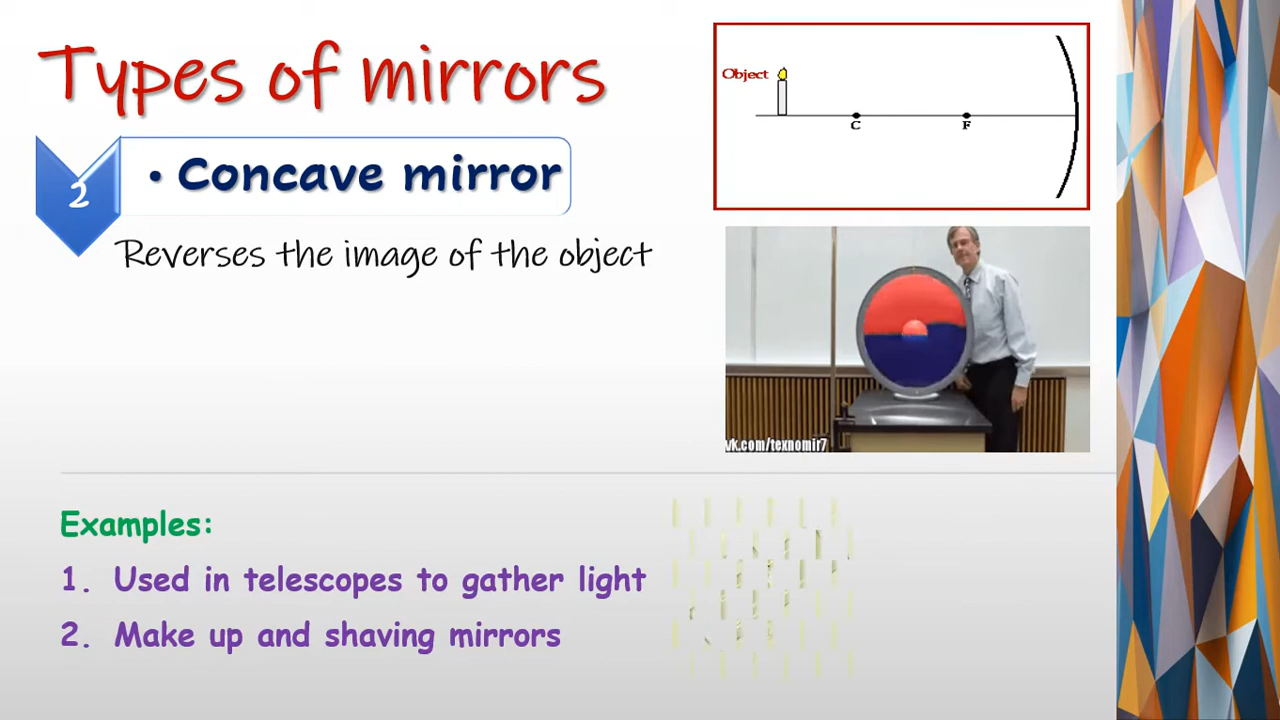 Types of mirrors
Object
C
F
2
• Concave mirror
Reverses the image of the object
vk.com/texnomir7
Examples:
1. Used in telescopes to gather light
2. Make up and shaving mirrors